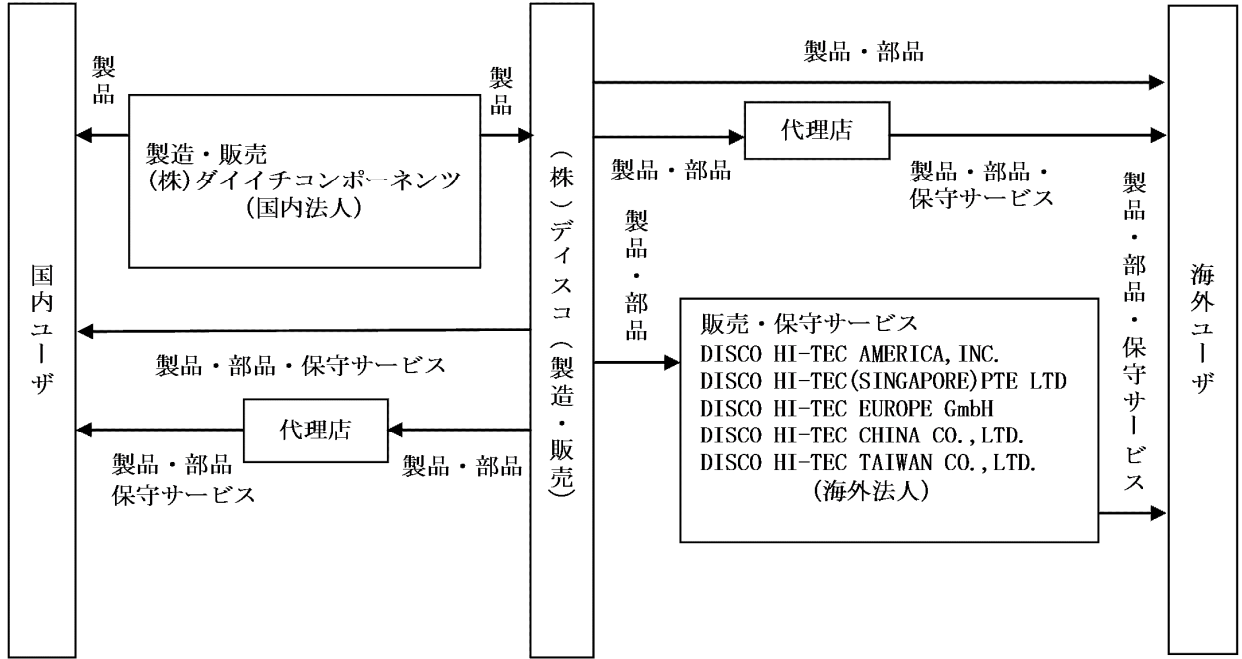 国内ユーザ
製品
製品
製造・販売
(株)ダイイチコンポーネンツ
(国内法人)
製品・部品・保守サービス
代理店
製品・部品
保守サービス
製品・部品
(株)ディスコ(製造・販売)
製品・部品
代理店
製品・部品
製品・部品・
保守サービス
製品・部品
販売・保守サービス
DISCO HI-TEC AMERICA,INC.
DISCO HI-TEC(SINGAPORE)PTE LTD
DISCO HI-TEC EUROPE GmbH
DISCO HI-TEC CHINA CO.,LTD.
DISCO HI-TEC TAIWAN CO.,LTD.
(海外法人)
製品・部品・保守サービス
海外ユーザ